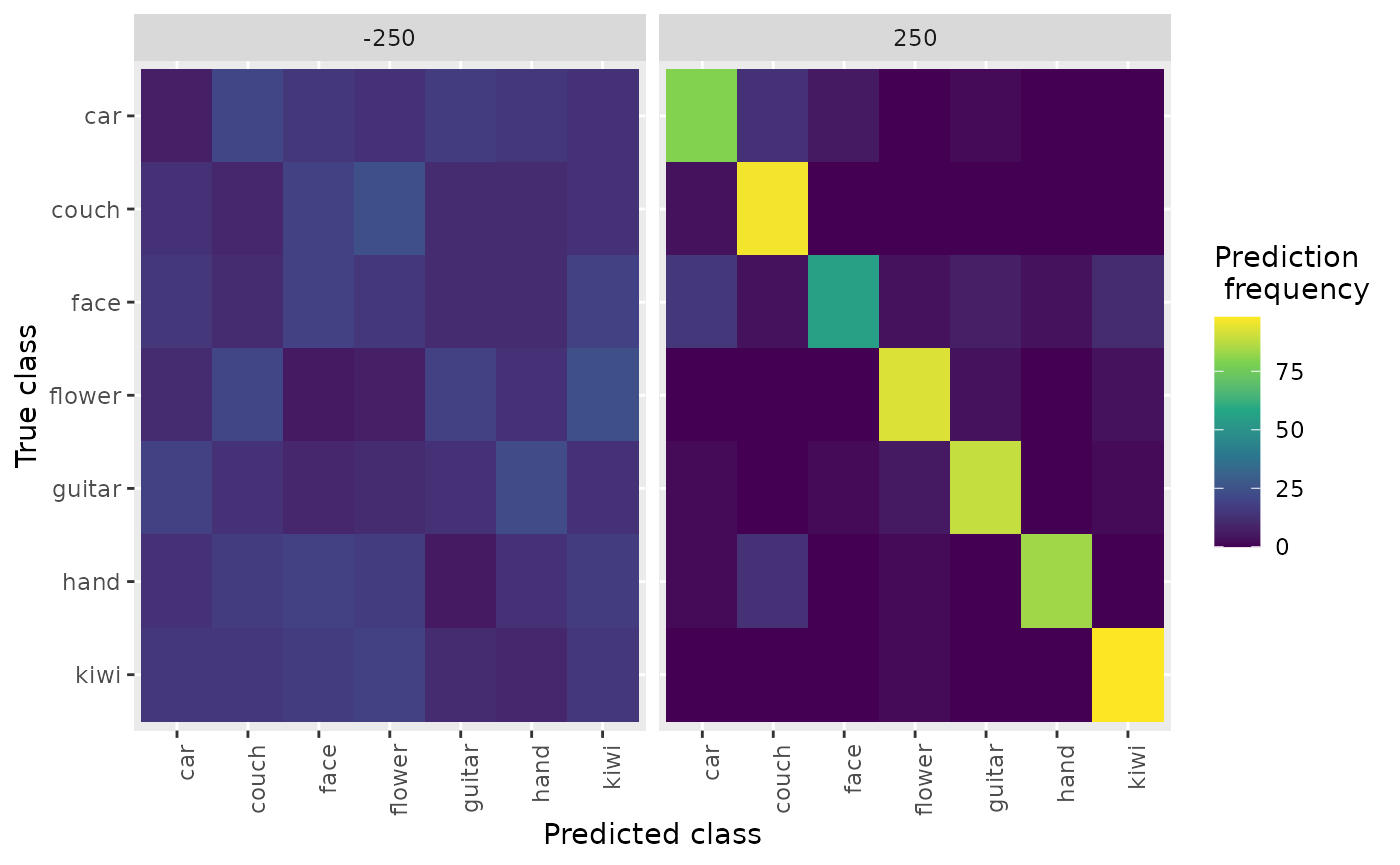 -250
250
car
couch
face
flower
guitar
hand
kiwi
True class
car
couch
face
flower
guitar
hand
kiwi
car
couch
face
flower
guitar
hand
kiwi
Predicted class
Prediction
frequency
75
50
25
0